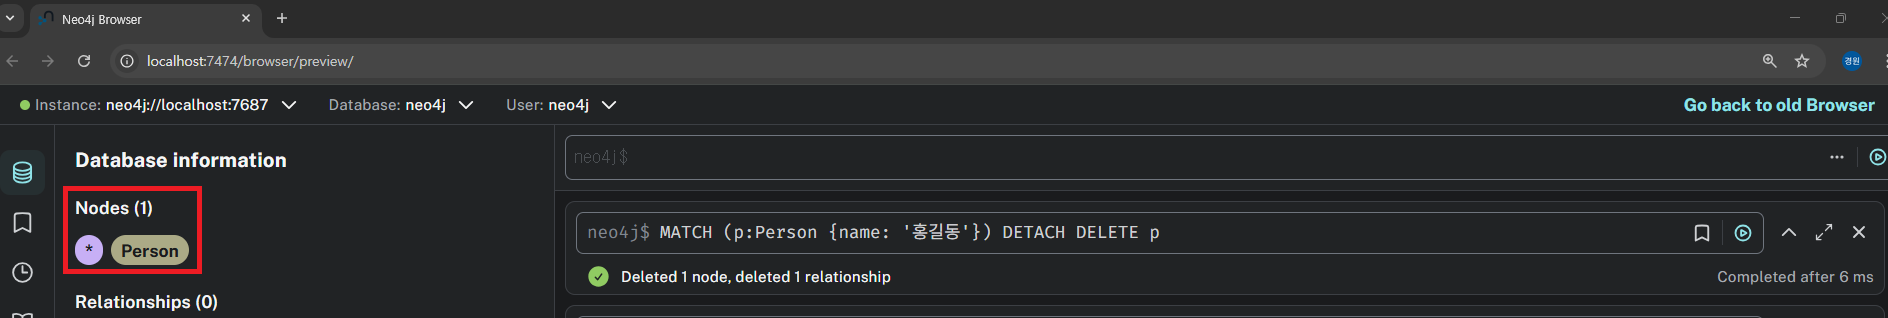 Neo4j Browser
localhost:7474/browser/preview/
경원
Instance: neo4j://localhost:7687 Database: neo4j User: neo4j Go back to old Browser
Database information
Nodes (1)
* Person
Relationships (0)
neo4j$
neo4j$ MATCH (p:Person {name: '홍길동'}) DETACH DELETE p
Deleted 1 node, deleted 1 relationship Completed after 6 ms